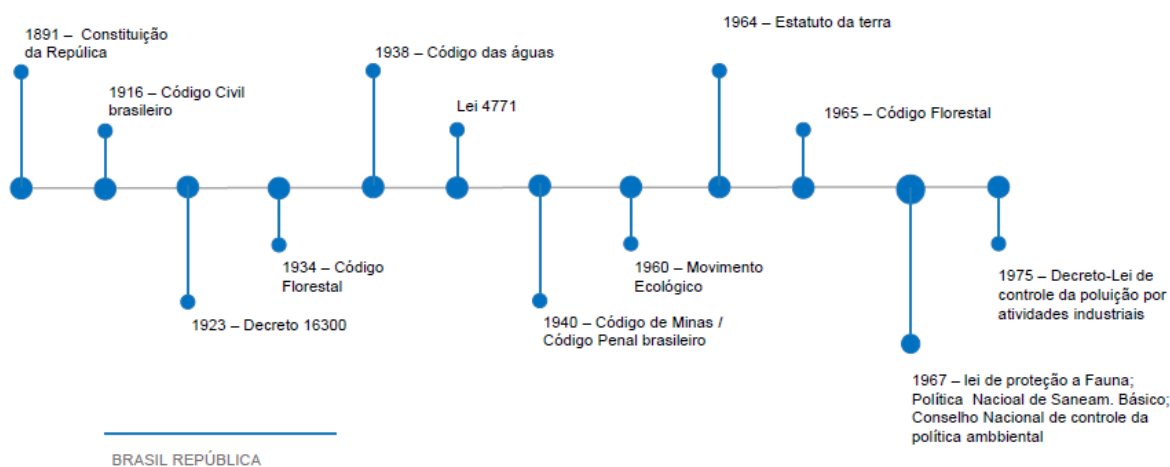 1891 – Constituição
da Repúlica
1916 – Código Civil
brasileiro
1923 – Decreto 16300
1934 – Código
Florestal
1938 – Código das águas
Lei 4771
1940 – Código de Minas /
Código Penal brasileiro
1960 – Movimento
Ecológico
1964 – Estatuto da terra
1965 – Código Florestal
1967 – lei de proteção a Fauna;
Política Nacioal de Saneam. Básico;
Conselho Nacional de controle da
política ambbiental
1975 – Decreto-Lei de
controle da poluição por
atividades industriais
BRASIL REPÚBLICA